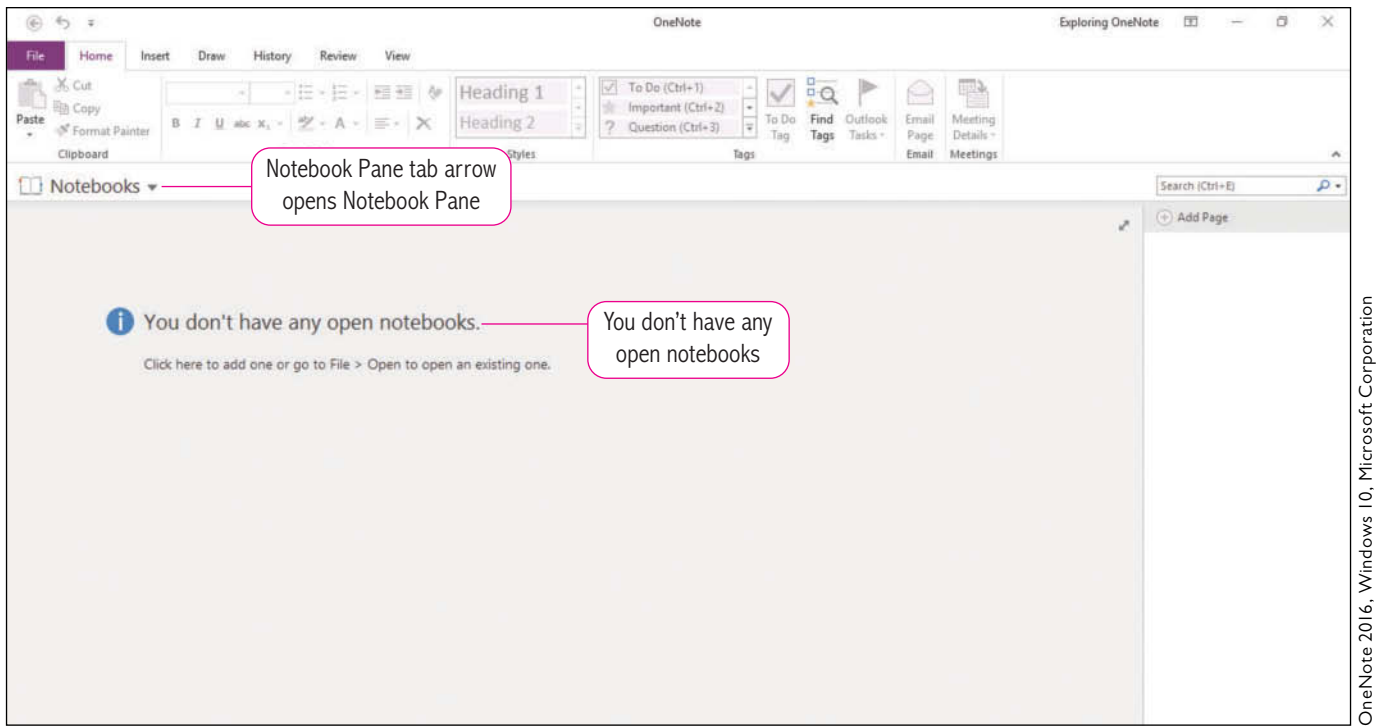 OneNote
Exploring OneNote
File Home Insert Draw History Review View
Cut
Copy
Format Painter
Paste
Clipboard
B I U abc X₂
A
Heading 1
Heading 2
Styles
To Do (Ctrl+1)
Important (Ctrl+2)
? Question (Ctrl+3)
To Do
Tag
Find
Tags
Outlook
Tasks
Tags
Email
Page
Email
Meeting
Details
Meetings
Notebooks
Notebook Pane tab arrow
opens Notebook Pane
Search (Ctrl+E)
Add Page
i You don't have any open notebooks.
You don't have any
open notebooks
Click here to add one or go to File > Open to open an existing one.
OneNote 2016, Windows 10, Microsoft Corporation